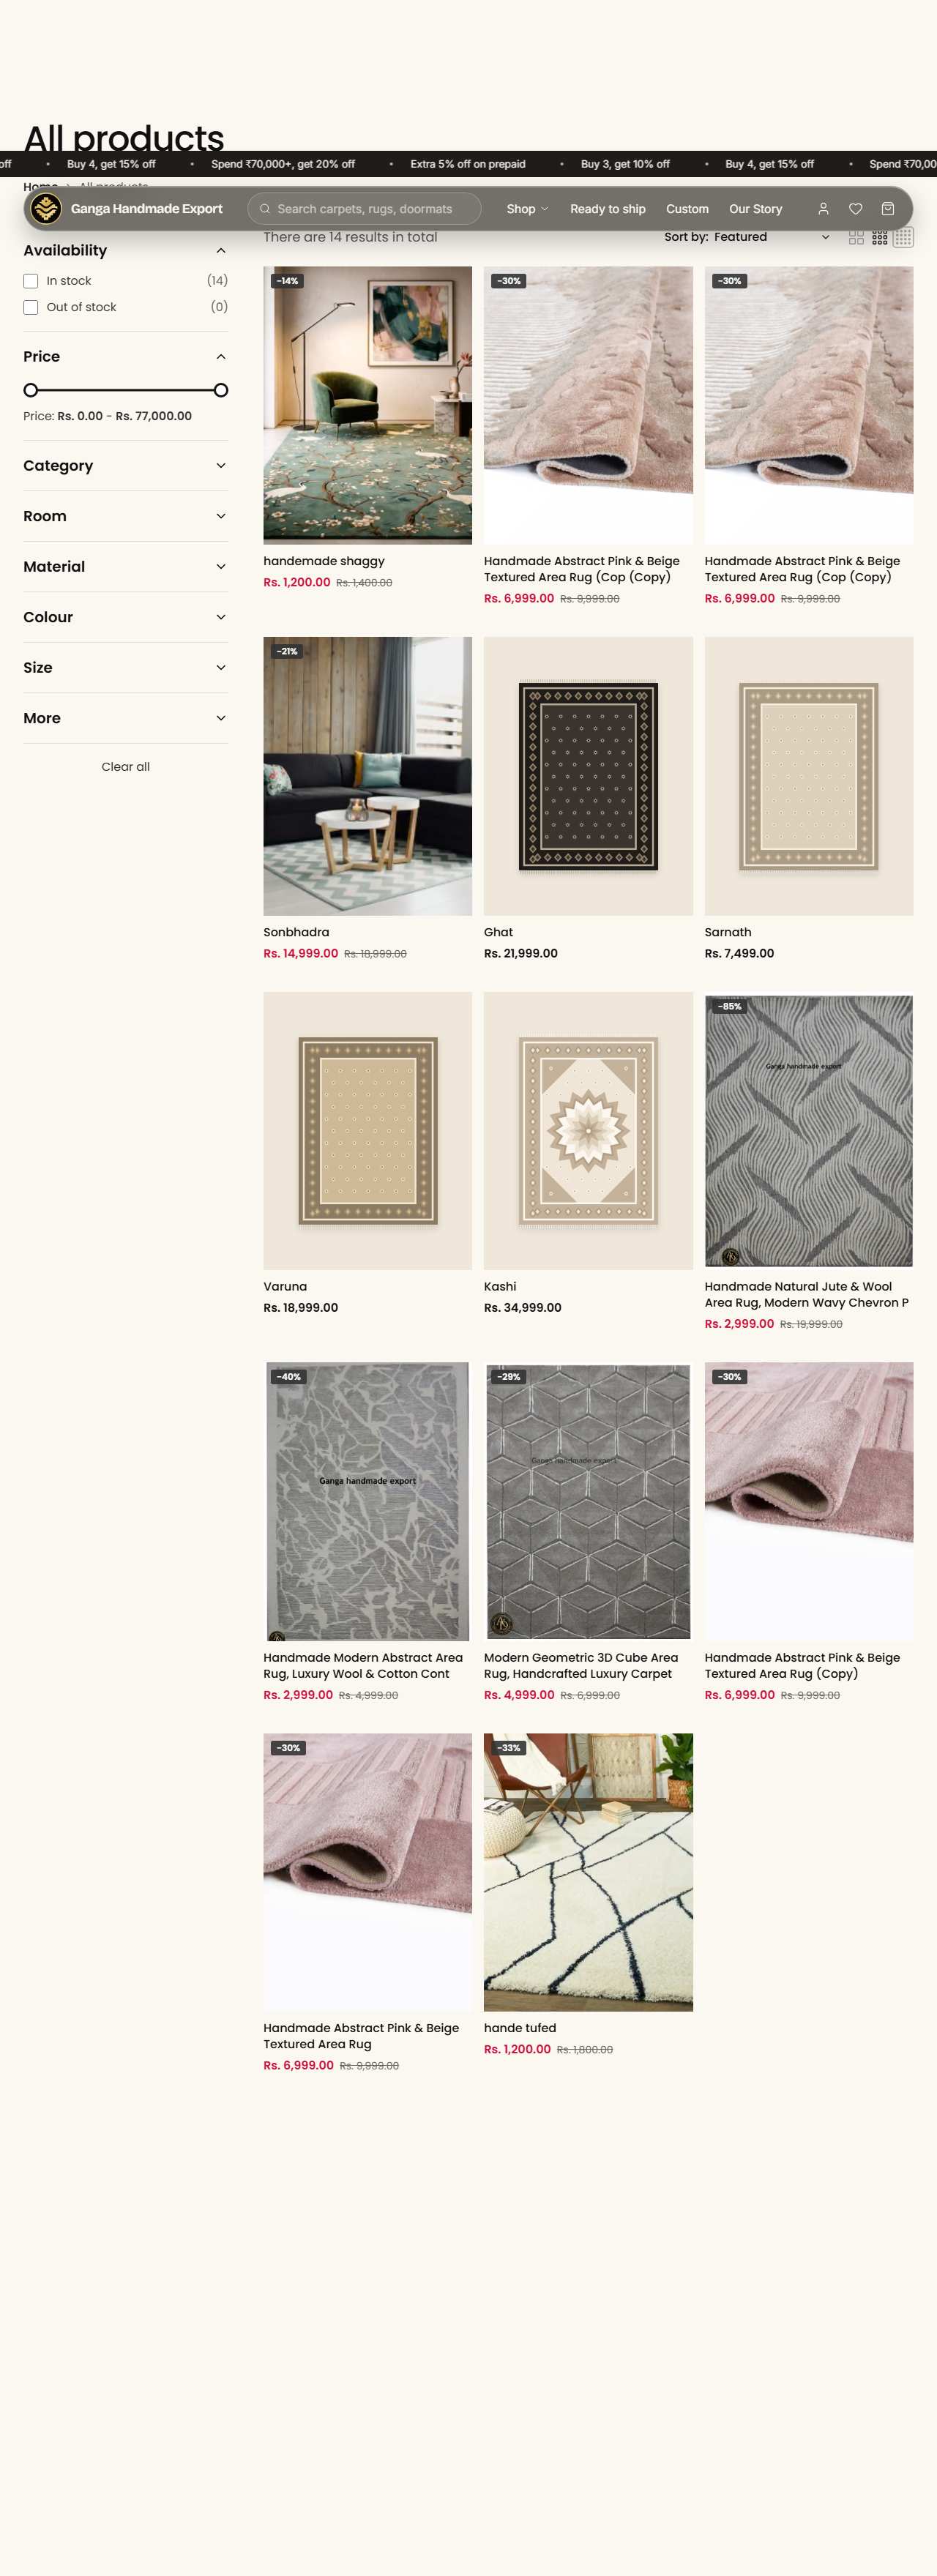 All products
off • Buy 4, get 15% off • Spend ₹70,000+, get 20% off • Extra 5% off on prepaid • Buy 3, get 10% off • Buy 4, get 15% off • Spend ₹70,00
Home > All products
Ganga Handmade Export
Search carpets, rugs, doormats
Shop
Ready to ship
Custom
Our Story
There are 14 results in total
Sort by: Featured
Availability
In stock (14)
Out of stock (0)
Price
Price: Rs. 0.00 - Rs. 77,000.00
Category
Room
Material
Colour
Size
More
Clear all
-14%
handemade shaggy
Rs. 1,200.00 Rs. 1,400.00
-30%
Handmade Abstract Pink & Beige
Textured Area Rug (Cop (Copy)
Rs. 6,999.00 Rs. 9,999.00
-30%
Handmade Abstract Pink & Beige
Textured Area Rug (Cop (Copy)
Rs. 6,999.00 Rs. 9,999.00
-21%
Sonbhadra
Rs. 14,999.00 Rs. 18,999.00
Ghat
Rs. 21,999.00
Sarnath
Rs. 7,499.00
Varuna
Rs. 18,999.00
Kashi
Rs. 34,999.00
-85%
Ganga handmade export
Handmade Natural Jute & Wool
Area Rug, Modern Wavy Chevron P
Rs. 2,999.00 Rs. 19,999.00
-40%
Ganga handmade export
Handmade Modern Abstract Area
Rug, Luxury Wool & Cotton Cont
Rs. 2,999.00 Rs. 4,999.00
-29%
Ganga handmade export
Modern Geometric 3D Cube Area
Rug, Handcrafted Luxury Carpet
Rs. 4,999.00 Rs. 6,999.00
-30%
Handmade Abstract Pink & Beige
Textured Area Rug (Copy)
Rs. 6,999.00 Rs. 9,999.00
-30%
Handmade Abstract Pink & Beige
Textured Area Rug
Rs. 6,999.00 Rs. 9,999.00
-33%
hande tufed
Rs. 1,200.00 Rs. 1,800.00